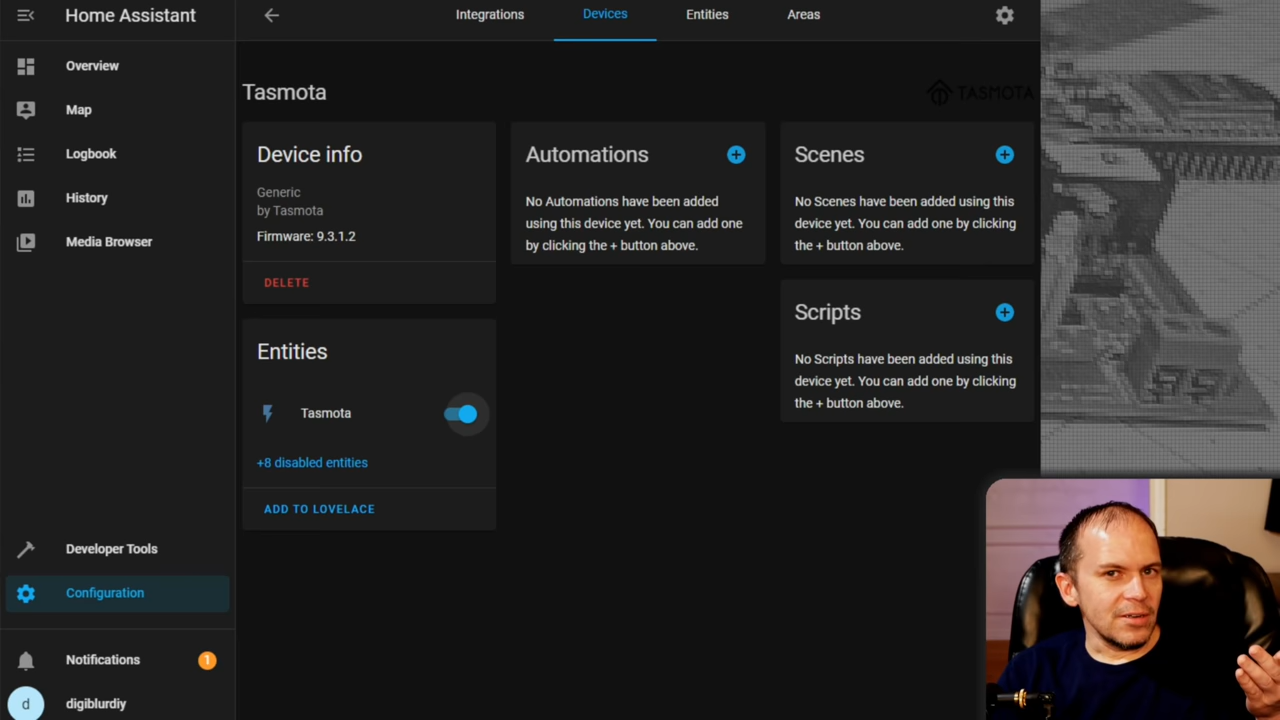 Home Assistant
Overview
Map
Logbook
History
Media Browser
Developer Tools
Configuration
Notifications
1
d
digiblurdiy
Integrations
Devices
Entities
Areas
Tasmota
TASMOTA
Device info
Generic
by Tasmota
Firmware: 9.3.1.2
DELETE
Entities
Tasmota
+8 disabled entities
ADD TO LOVELACE
Automations
No Automations have been added
using this device yet. You can add one
by clicking the + button above.
Scenes
No Scenes have been added using this
device yet. You can add one by clicking
the + button above.
Scripts
No Scripts have been added using this
device yet. You can add one by clicking
the + button above.